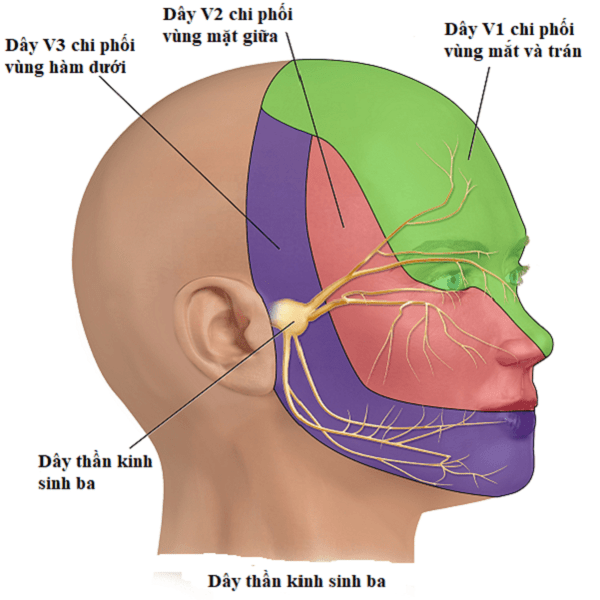 Dây V2 chi phối
vùng mặt giữa
Dây V1 chi phối
vùng mắt và trán
Dây V3 chi phối
vùng hàm dưới
Dây thần kinh
sinh ba
Dây thần kinh sinh ba